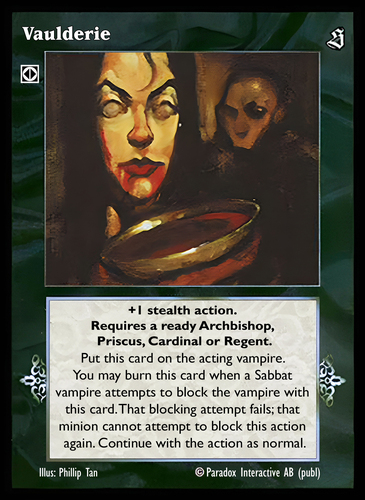 Vaulderie
+1 stealth action.
Requires a ready Archbishop,
Priscus, Cardinal or Regent.
Put this card on the acting vampire.
You may burn this card when a Sabbat
vampire attempts to block the vampire with
this card. That blocking attempt fails; that
minion cannot attempt to block this action
again. Continue with the action as normal.
Illus: Phillip Tan
© Paradox Interactive AB (publ)